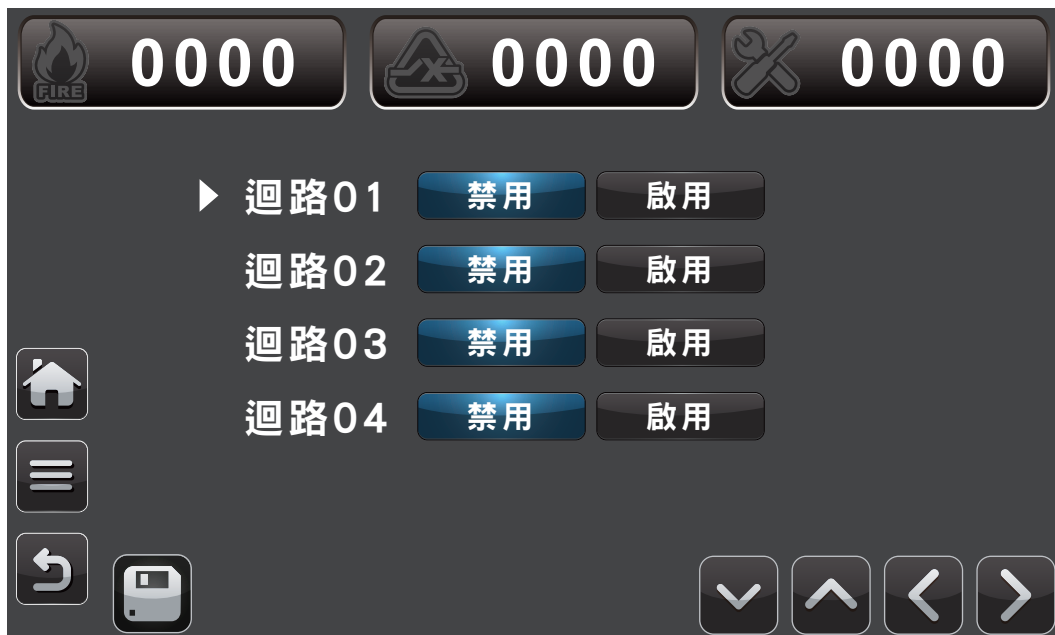 FIRE 0000 0000 0000
迴路01 禁用 啟用
迴路02 禁用 啟用
迴路03 禁用 啟用
迴路04 禁用 啟用